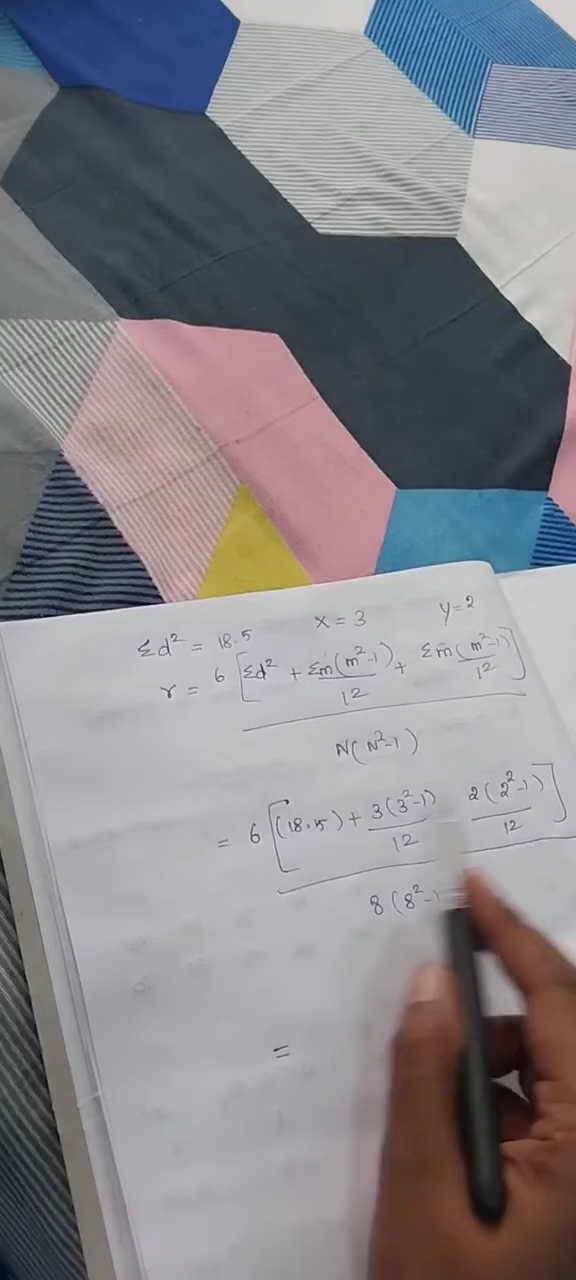 Σd² = 18.5 x = 3 y = 2
r = 6 [Σd² + Σm(m²-1)/12 + Σm(m²-1)/12]
N(N²-1)
= 6 [(18.5) + 3(3²-1)/12 2(2²-1)/12]
8(8²-1
=